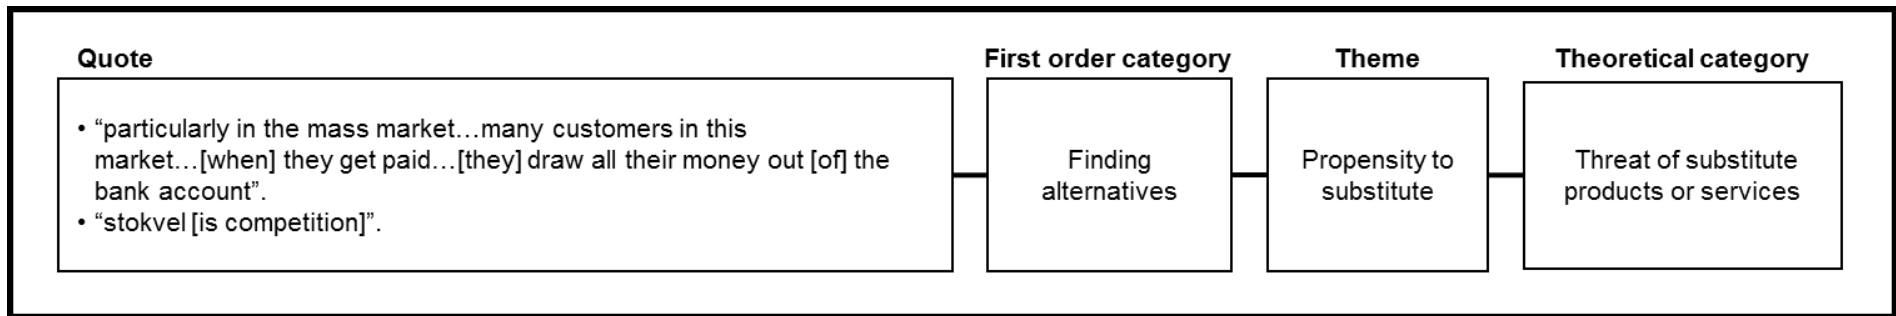 Quote
• “particularly in the mass market…many customers in this
market…[when] they get paid…[they] draw all their money out [of] the
bank account”.
• “stokvel [is competition]”.
First order category
Finding
alternatives
Theme
Propensity to
substitute
Theoretical category
Threat of substitute
products or services